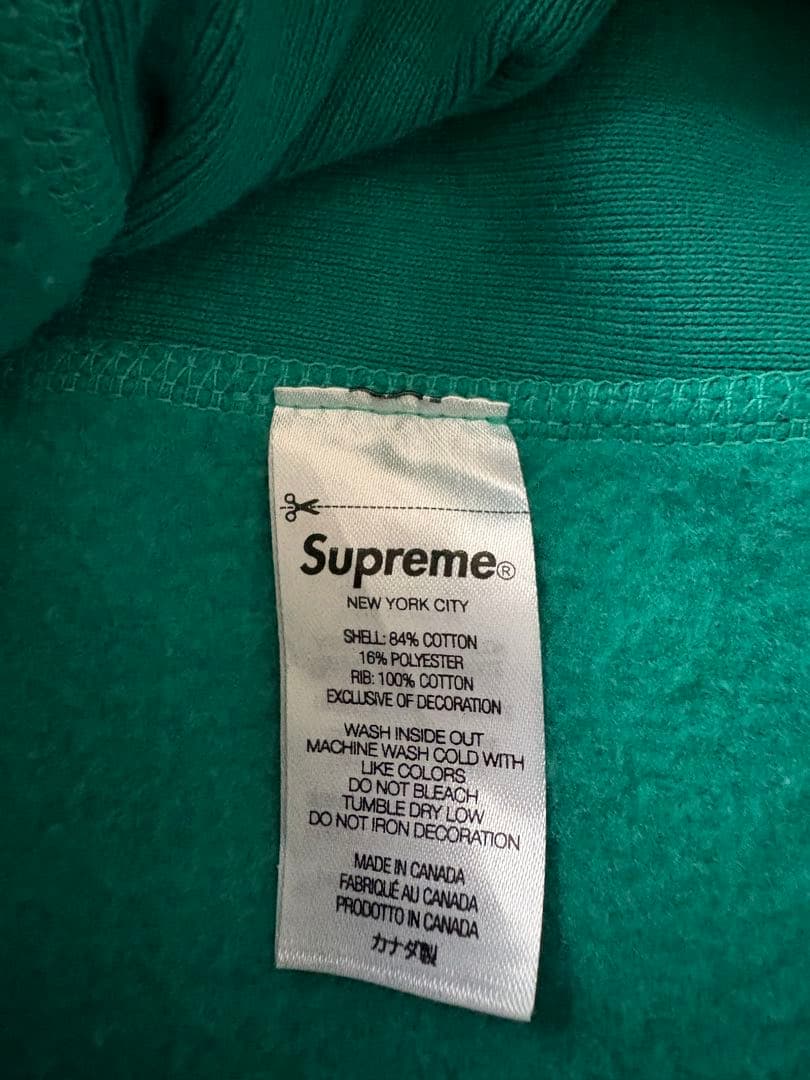 Supreme®
NEW YORK CITY
SHELL: 84% COTTON
16% POLYESTER
RIB: 100% COTTON
EXCLUSIVE OF DECORATION
WASH INSIDE OUT
MACHINE WASH COLD WITH
LIKE COLORS
DO NOT BLEACH
TUMBLE DRY LOW
DO NOT IRON DECORATION
MADE IN CANADA
FABRIQUÉ AU CANADA
PRODOTTO IN CANADA
カナダ製